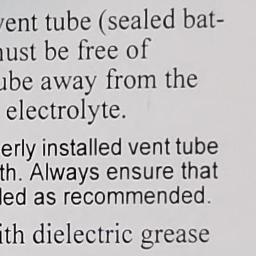 vent tube (sealed bat-
must be free of
ube away from the
electrolyte.
erly installed vent tube
th. Always ensure that
led as recommended.
ith dielectric grease